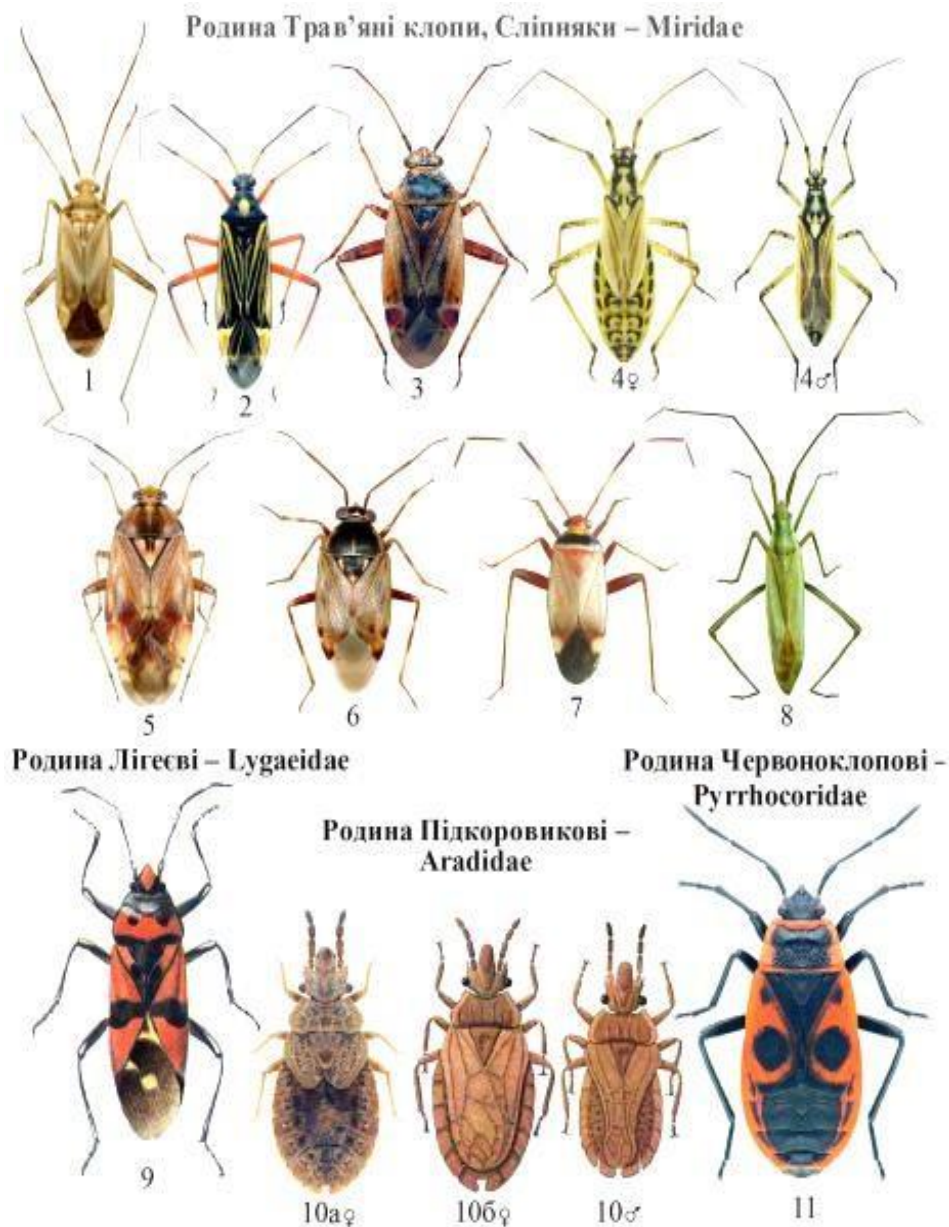 Родина Трав’яні клопи, Сліпняки – Miridae
1
2
3
4♀
4♂
5
6
7
8
Родина Лігеєві – Lygaeidae
Родина Червоноклопові –
Pyrrhocoridae
Родина Підкоровикові –
Aradidae
9
10а♀
10б♀
10♂
11